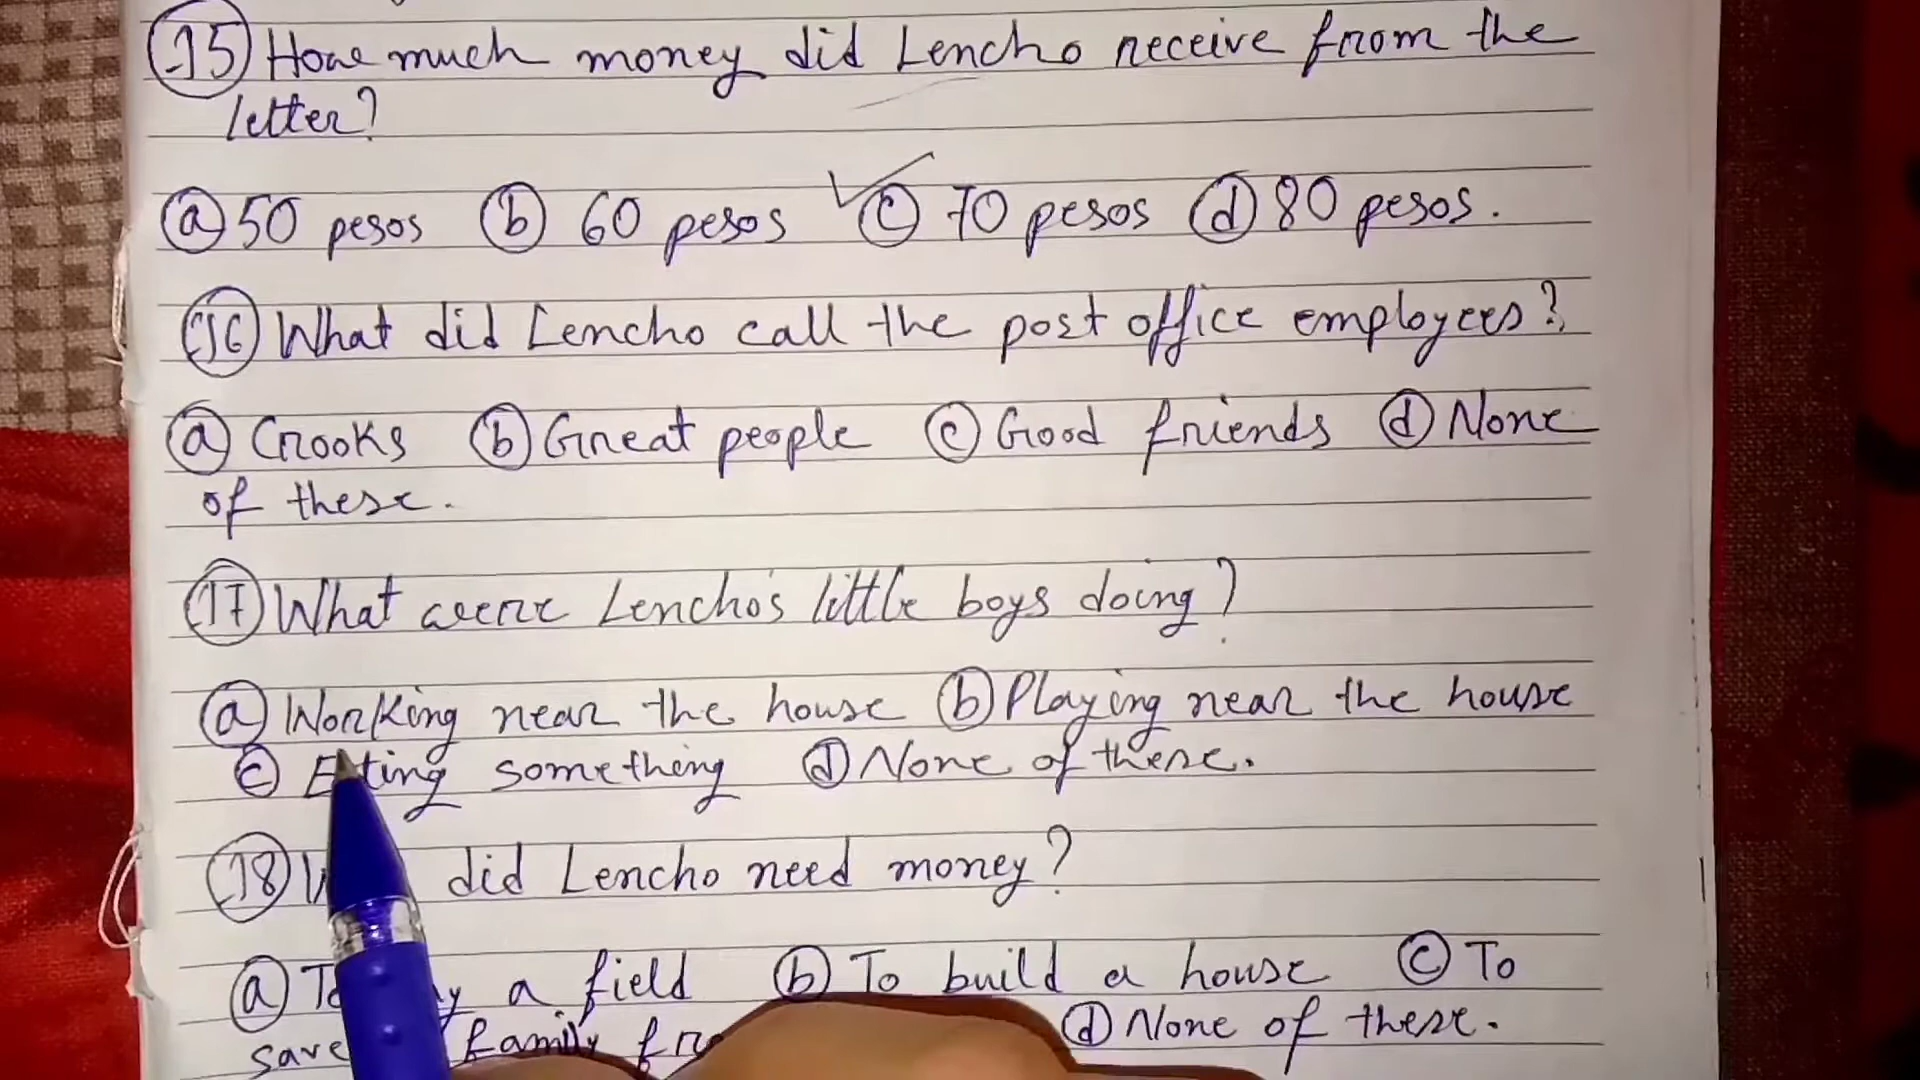 15 How much money did Lencho receive from the
letter?
a 50 pesos b 60 pesos c 70 pesos d 80 pesos.
16 What did Lencho call the post office employees?
a Crooks b Great people c Good friends d None
of these.
17 What were Lencho's little boys doing?
a Working near the house b Playing near the house
c Eating something d None of these.
18 did Lencho need money?
a a field b To build a house c To
save family d None of these.